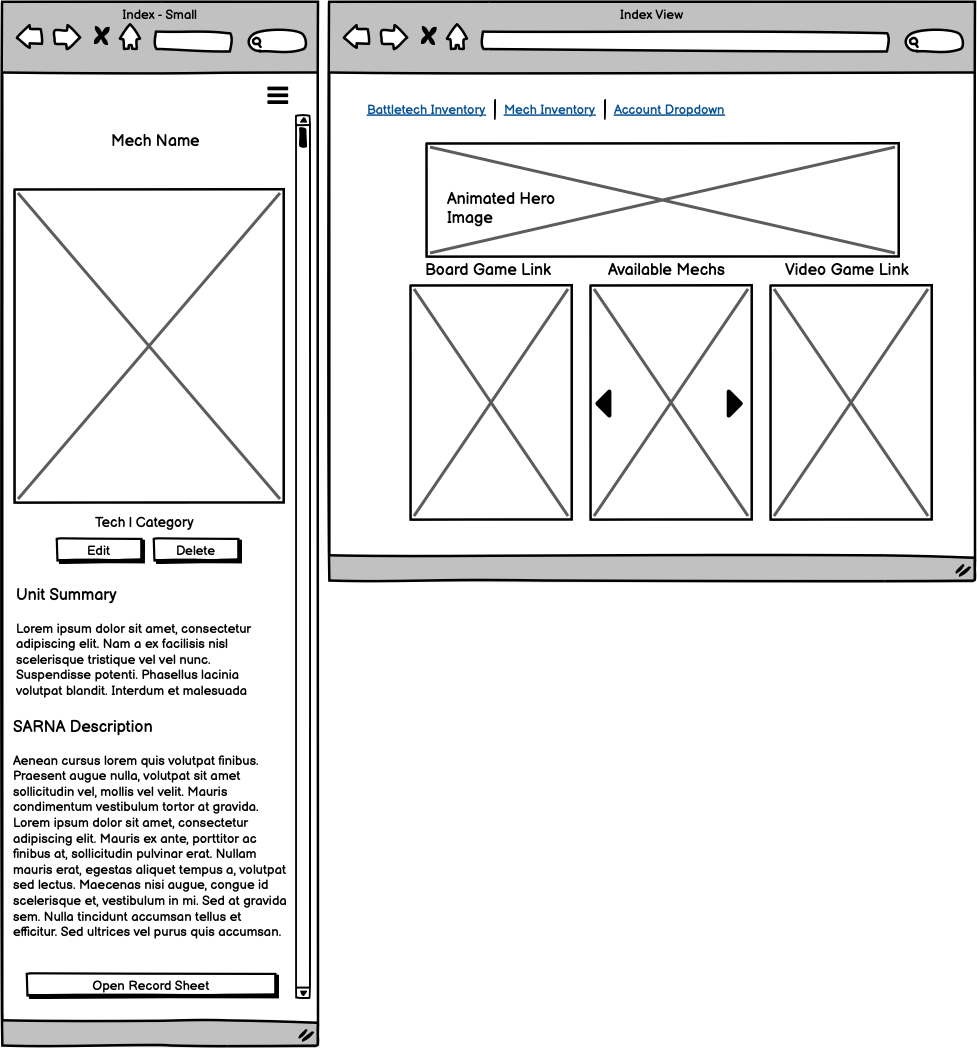 Index - Small
Mech Name
Tech | Category
Edit
Delete
Unit Summary
Lorem ipsum dolor sit amet, consectetur
adipiscing elit. Nam a ex facilisis nisl
scelerisque tristique vel vel nunc.
Suspendisse potenti. Phasellus lacinia
volutpat blandit. Interdum et malesuada
SARNA Description
Aenean cursus lorem quis volutpat finibus.
Praesent augue nulla, volutpat sit amet
sollicitudin vel, mollis vel velit. Mauris
condimentum vestibulum tortor at gravida.
Lorem ipsum dolor sit amet, consectetur
adipiscing elit. Mauris ex ante, porttitor ac
finibus at, sollicitudin pulvinar erat. Nullam
mauris erat, egestas aliquet tempus a, volutpat
sed lectus. Maecenas nisi augue, congue id
scelerisque et, vestibulum in mi. Sed at gravida
sem. Nulla tincidunt accumsan tellus et
efficitur. Sed ultrices vel purus quis accumsan.
Open Record Sheet
Index View
Battletech Inventory | Mech Inventory | Account Dropdown
Animated Hero
Image
Board Game Link
Available Mechs
Video Game Link